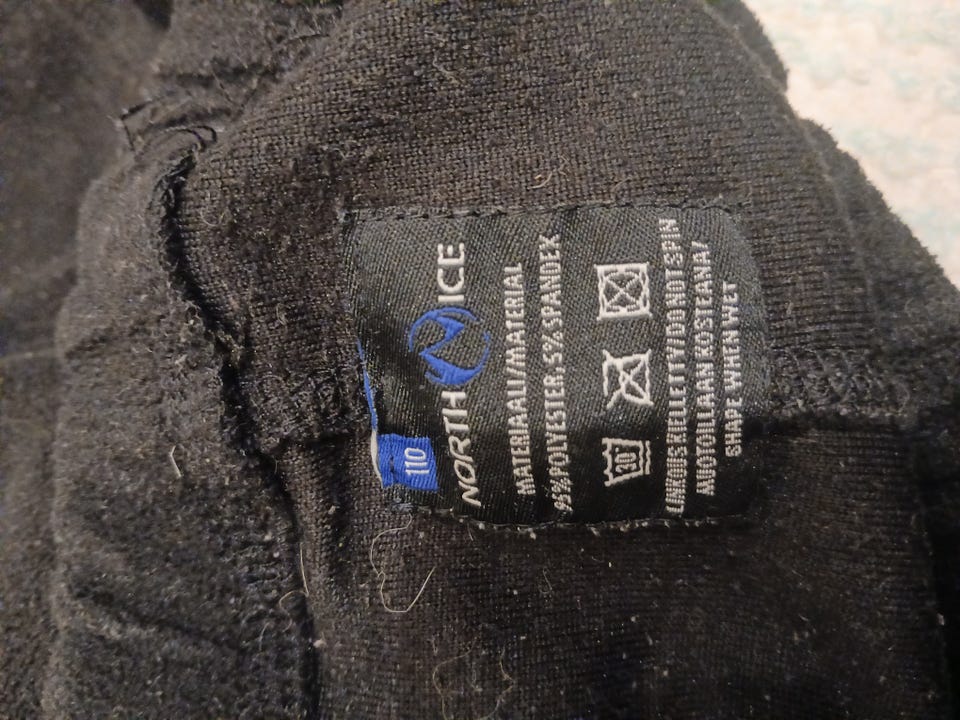 110
NORTH ICE
MATERIAALI/MATERIAL
95%POLYESTER.5%SPANDEX
30°
LINKOUS KIELLETTY/DO NOT SPIN
MUOTOILLAAN KOSTEANA/
SHAPE WHEN WET